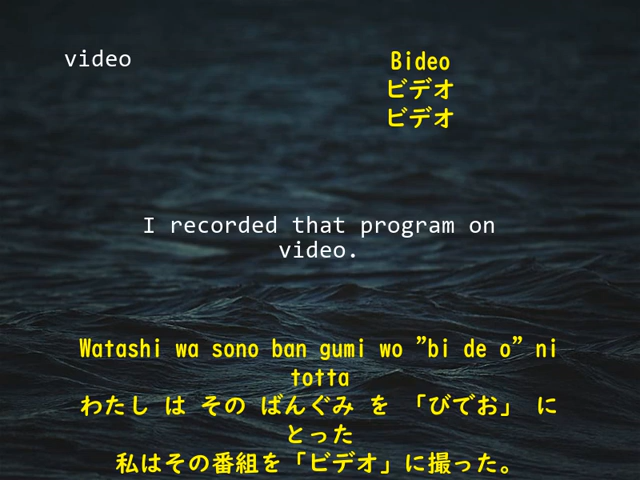 video
Bideo
ビデオ
ビデオ
I recorded that program on
video.
Watashi wa sono ban gumi wo ”bi de o” ni
totta
わたし は その ばんぐみ を 「びでお」 に
とった
私はその番組を「ビデオ」に撮った。